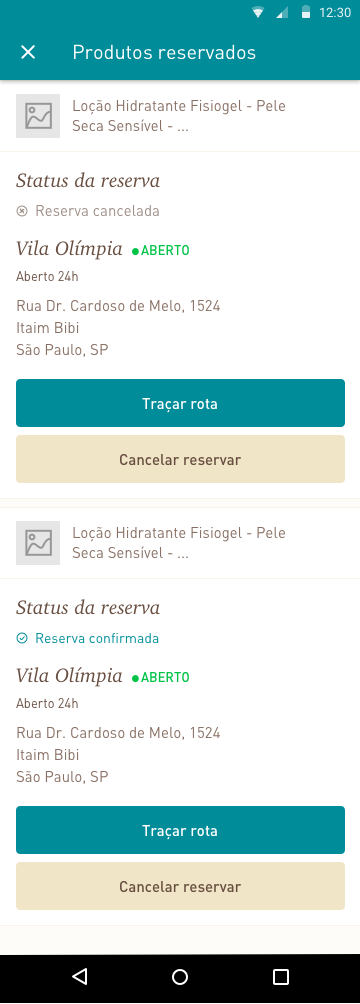 12:30
Produtos reservados
Loção Hidratante Fisiogel - Pele
Seca Sensível - ...
Status da reserva
Reserva cancelada
Vila Olímpia ABERTO
Aberto 24h
Rua Dr. Cardoso de Melo, 1524
Itaim Bibi
São Paulo, SP
Traçar rota
Cancelar reservar
Loção Hidratante Fisiogel - Pele
Seca Sensível - ...
Status da reserva
Reserva confirmada
Vila Olímpia ABERTO
Aberto 24h
Rua Dr. Cardoso de Melo, 1524
Itaim Bibi
São Paulo, SP
Traçar rota
Cancelar reservar